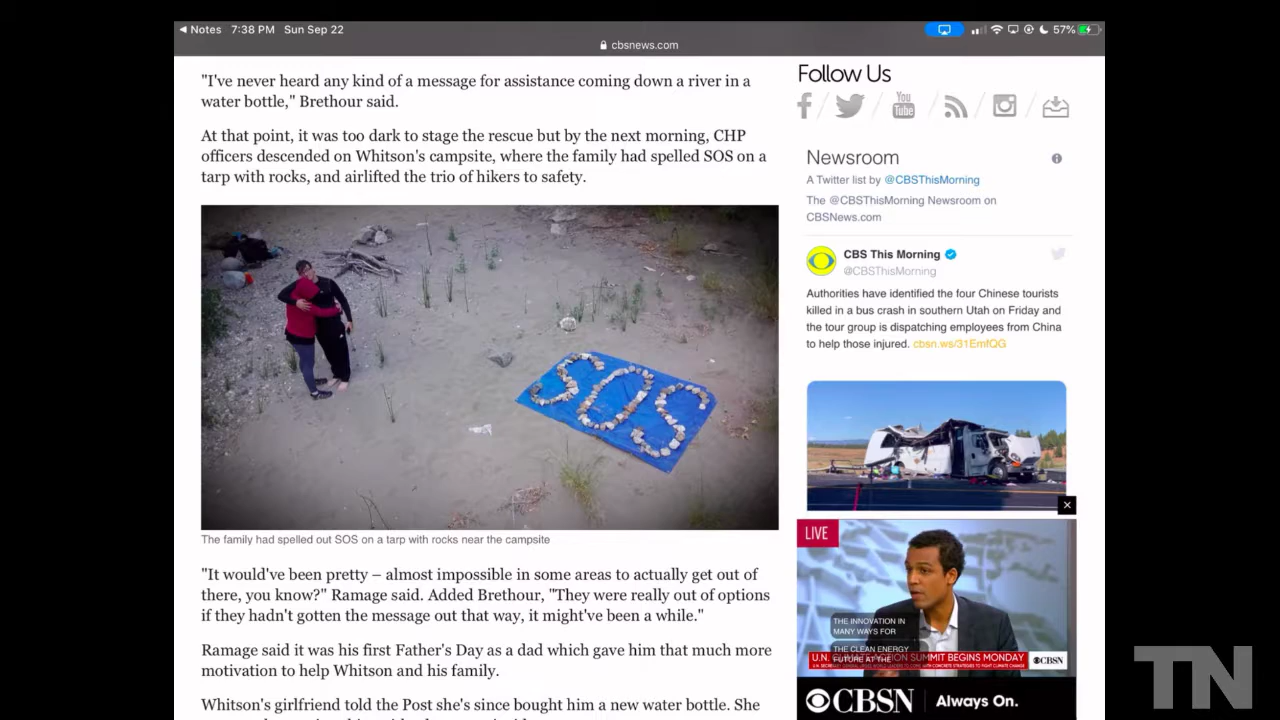 Notes 7:38 PM Sun Sep 22
57%
cbsnews.com
"I've never heard any kind of a message for assistance coming down a river in a
water bottle," Brethour said.
At that point, it was too dark to stage the rescue but by the next morning, CHP
officers descended on Whitson's campsite, where the family had spelled SOS on a
tarp with rocks, and airlifted the trio of hikers to safety.
SOS
The family had spelled out SOS on a tarp with rocks near the campsite
"It would've been pretty – almost impossible in some areas to actually get out of
there, you know?" Ramage said. Added Brethour, "They were really out of options
if they hadn't gotten the message out that way, it might've been a while."
Ramage said it was his first Father's Day as a dad which gave him that much more
motivation to help Whitson and his family.
Whitson's girlfriend told the Post she's since bought him a new water bottle. She
Follow Us
You
Tube
Newsroom
A Twitter list by @CBSThisMorning
The @CBSThisMorning Newsroom on
CBSNews.com
CBS This Morning
@CBSThisMorning
Authorities have identified the four Chinese tourists
killed in a bus crash in southern Utah on Friday and
the tour group is dispatching employees from China
to help those injured. cbsn.ws/31EmfQG
LIVE
THE INNOVATION IN
MANY WAYS FOR
THE CLEAN ENERGY
FUTURE AT THE
U.N. CLIMATE ACTION SUMMIT BEGINS MONDAY
CBSN
CBSN Always On.
TN